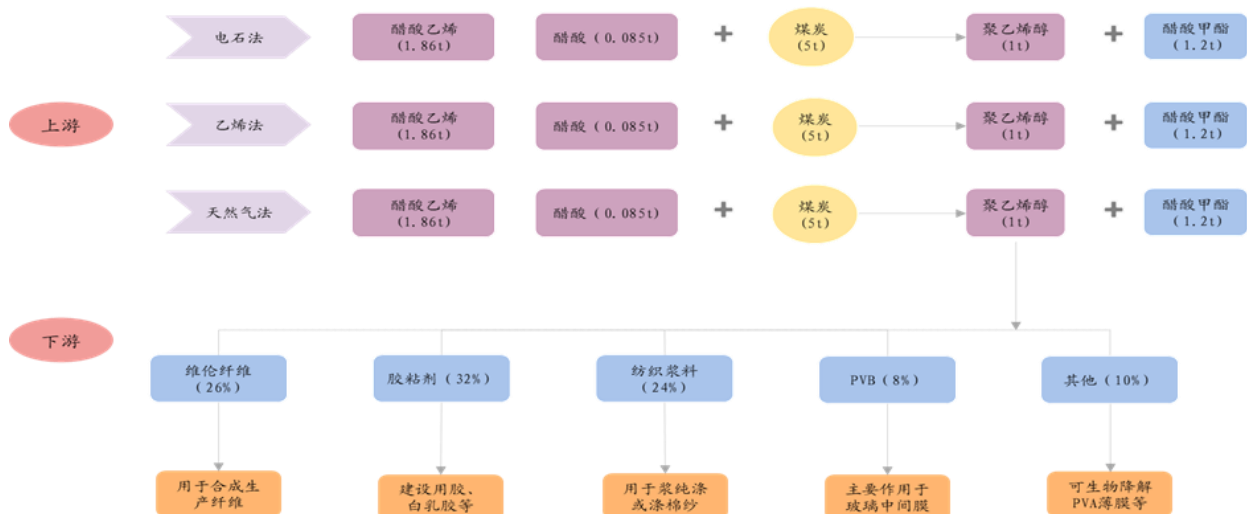 电石法
醋酸乙烯
(1.86t)
醋酸（0.085t）
+
煤炭
(5t)
聚乙烯醇
(1t)
+
醋酸甲酯
(1.2t)
上游
乙烯法
醋酸乙烯
(1.86t)
醋酸（0.085t）
+
煤炭
(5t)
聚乙烯醇
(1t)
+
醋酸甲酯
(1.2t)
天然气法
醋酸乙烯
(1.86t)
醋酸（0.085t）
+
煤炭
(5t)
聚乙烯醇
(1t)
+
醋酸甲酯
(1.2t)
下游
维伦纤维
(26%)
胶粘剂（32%）
纺织浆料
(24%)
PVB（8%）
其他（10%）
用于合成生
产纤维
建设用胶、
白乳胶等
用于浆纯涤
或涤棉纱
主要作用于
玻璃中间膜
可生物降解
PVA薄膜等